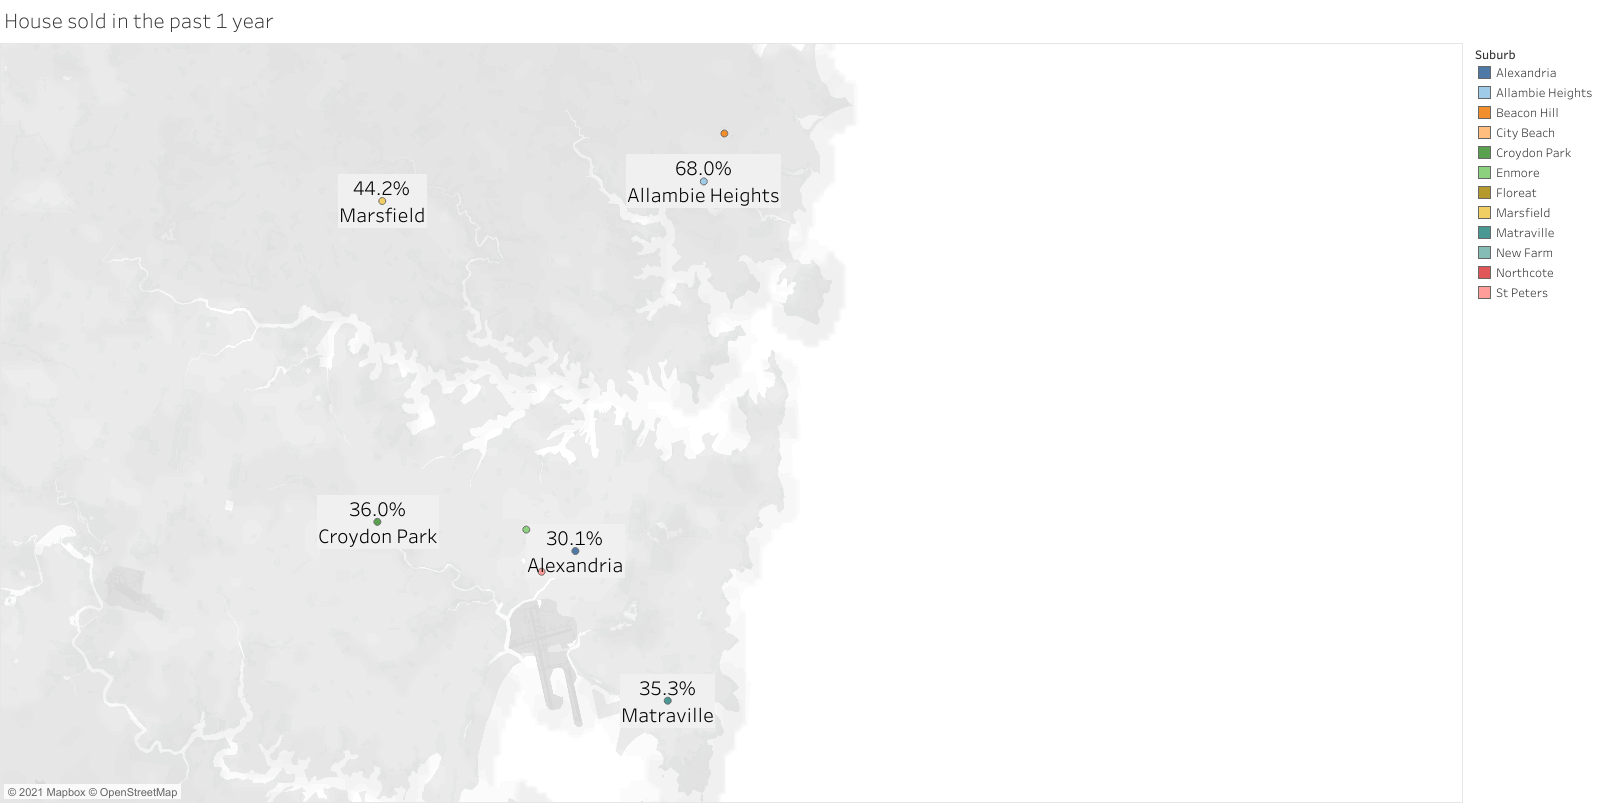 House sold in the past 1 year
68.0%
Allambie Heights
44.2%
Marsfield
36.0%
Croydon Park
30.1%
Alexandria
35.3%
Matraville
© 2021 Mapbox © OpenStreetMap
Suburb
Alexandria
Allambie Heights
Beacon Hill
City Beach
Croydon Park
Enmore
Floreat
Marsfield
Matraville
New Farm
Northcote
St Peters